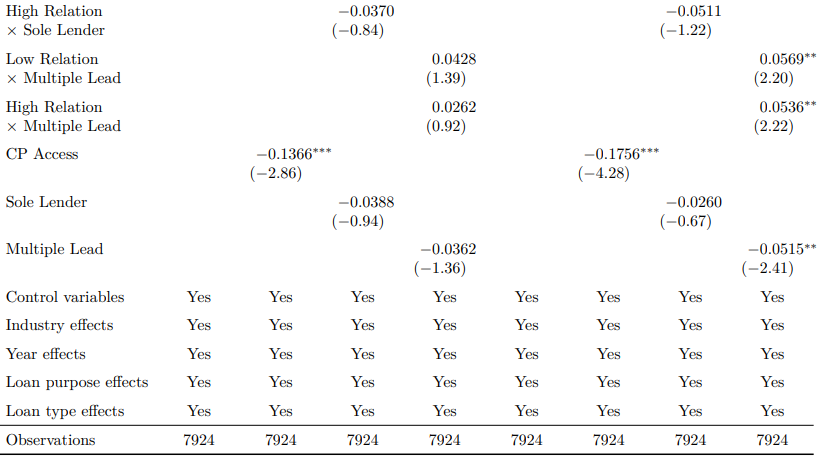 High Relation −0.0370 −0.0511
× Sole Lender (−0.84) (−1.22)
Low Relation 0.0428 0.0569**
× Multiple Lead (1.39) (2.20)
High Relation 0.0262 0.0536**
× Multiple Lead (0.92) (2.22)
CP Access −0.1366*** −0.1756***
(−2.86) (−4.28)
Sole Lender −0.0388 −0.0260
(−0.94) (−0.67)
Multiple Lead −0.0362 −0.0515**
(−1.36) (−2.41)
Control variables Yes Yes Yes Yes Yes Yes Yes Yes
Industry effects Yes Yes Yes Yes Yes Yes Yes Yes
Year effects Yes Yes Yes Yes Yes Yes Yes Yes
Loan purpose effects Yes Yes Yes Yes Yes Yes Yes Yes
Loan type effects Yes Yes Yes Yes Yes Yes Yes Yes
Observations 7924 7924 7924 7924 7924 7924 7924 7924